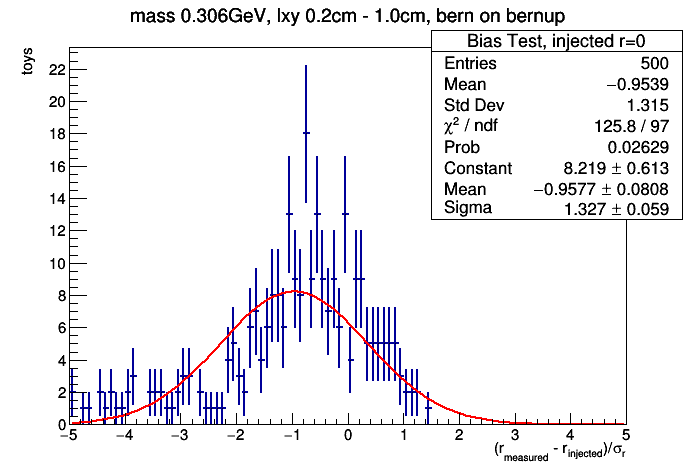 mass 0.306GeV, lxy 0.2cm - 1.0cm, bern on bernup
Bias Test, injected r=0
Entries 500
Mean −0.9539
Std Dev 1.315
χ² / ndf 125.8 / 97
Prob 0.02629
Constant 8.219 ± 0.613
Mean −0.9577 ± 0.0808
Sigma 1.327 ± 0.059
toys
22
20
18
16
14
12
10
8
6
4
2
0
−5 −4 −3 −2 −1 0 1 2 3 4 5
(r_measured - r_injected)/σ_r